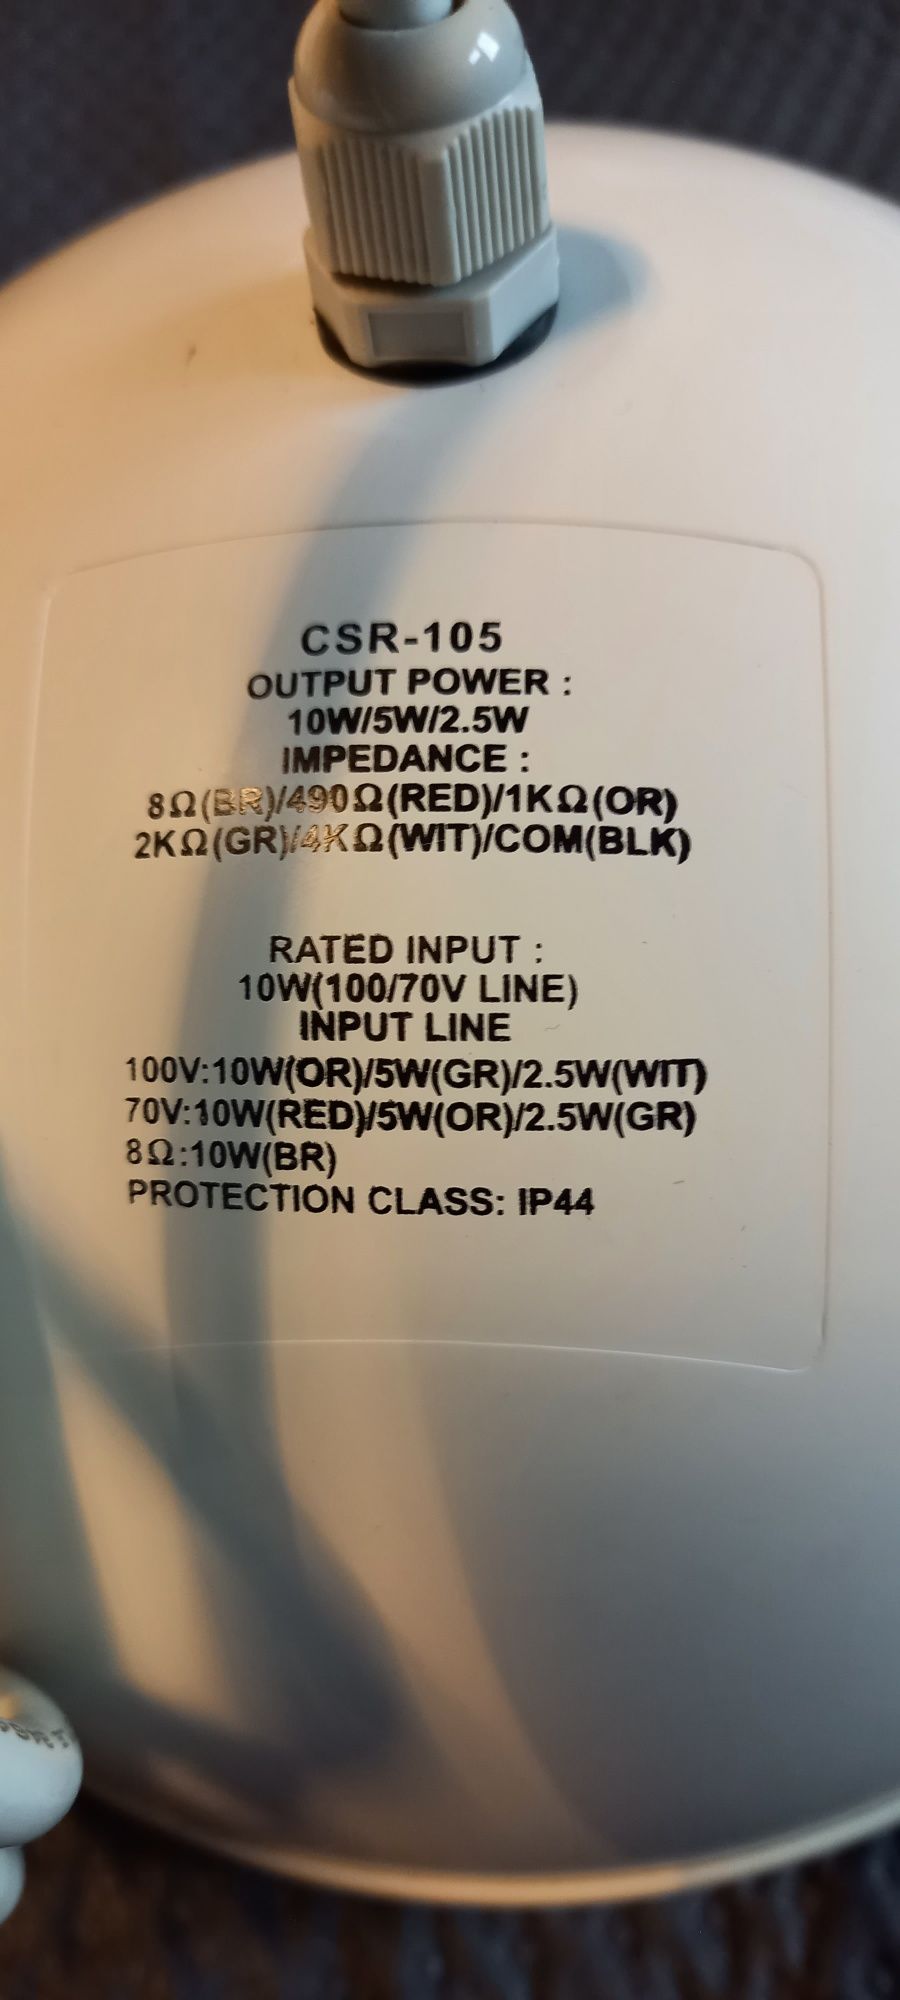 CSR-105
OUTPUT POWER :
10W/5W/2.5W
IMPEDANCE :
8Ω(BR)/490Ω(RED)/1KΩ(OR)
2KΩ(GR)/4KΩ(WIT)/COM(BLK)
RATED INPUT :
10W(100/70V LINE)
INPUT LINE
100V:10W(OR)/5W(GR)/2.5W(WIT)
70V:10W(RED)/5W(OR)/2.5W(GR)
8Ω:10W(BR)
PROTECTION CLASS: IP44